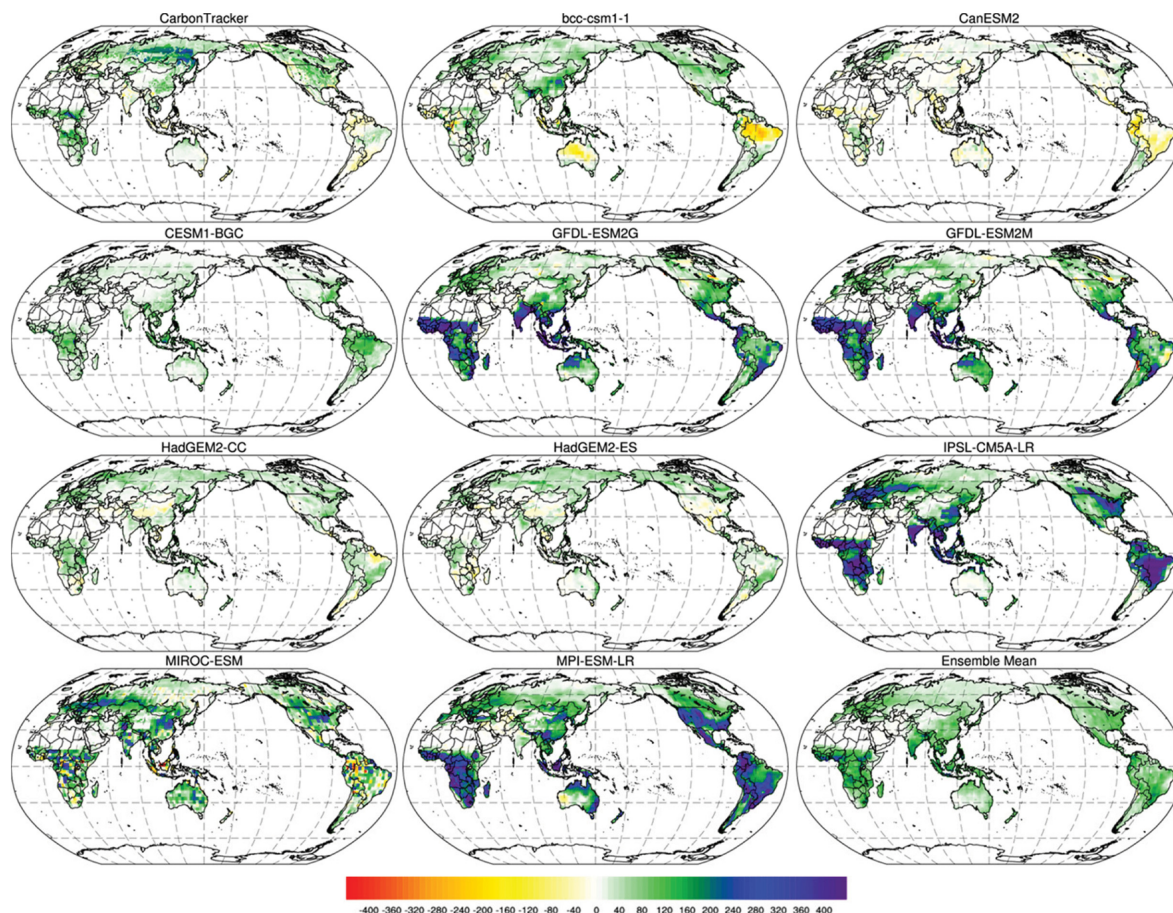 CarbonTracker bcc-csm1-1 CanESM2
CESM1-BGC GFDL-ESM2G GFDL-ESM2M
HadGEM2-CC HadGEM2-ES IPSL-CM5A-LR
MIROC-ESM MPI-ESM-LR Ensemble Mean
-400 -360 -320 -280 -240 -200 -160 -120 -80 -40 0 40 80 120 160 200 240 280 320 360 400